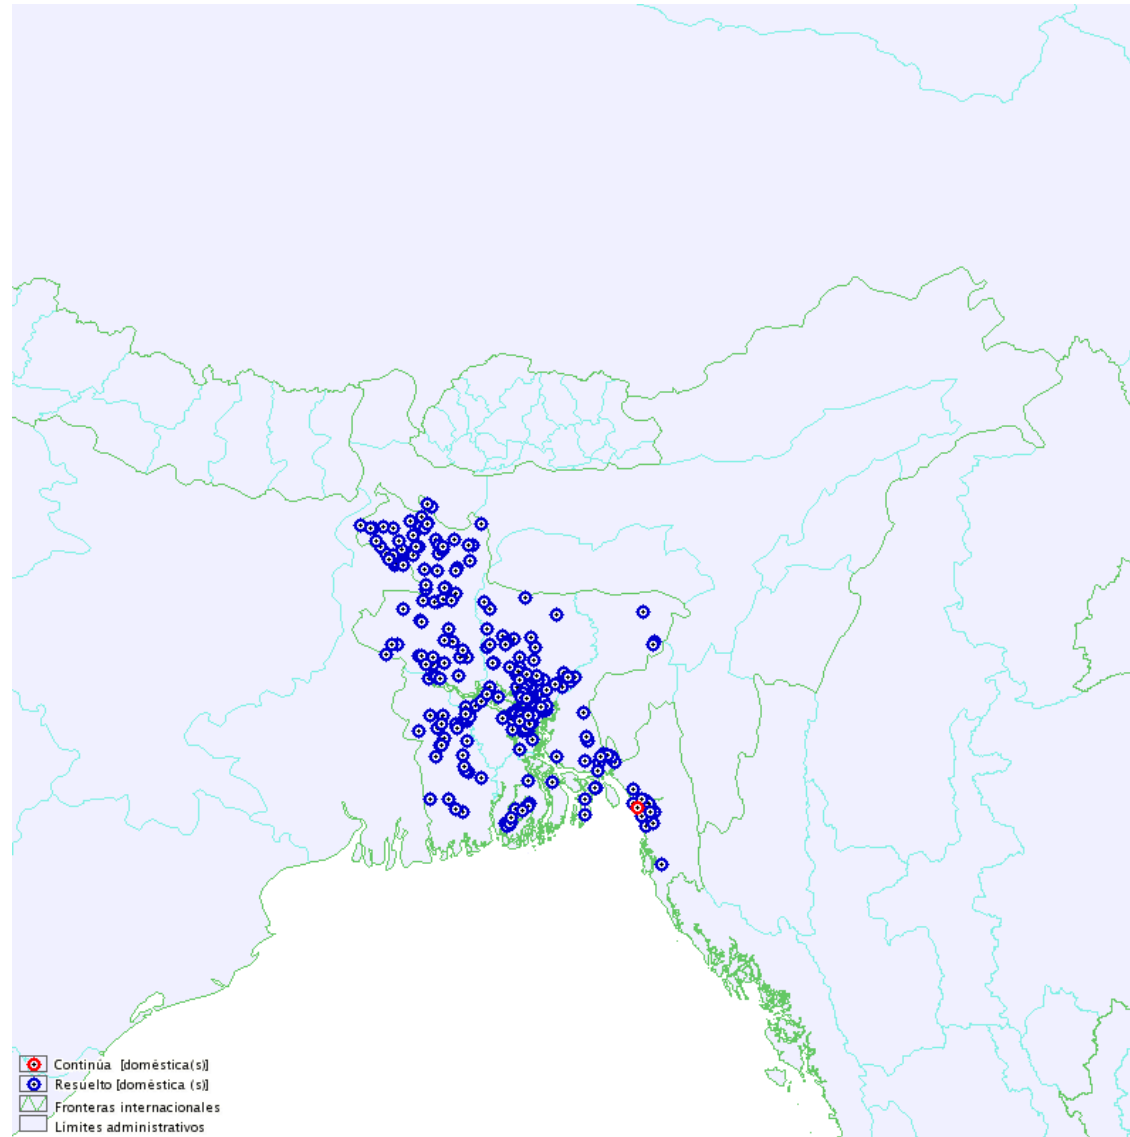 Continúa [doméstica(s)]
Resuelto [doméstica (s)]
Fronteras internacionales
Límites administrativos